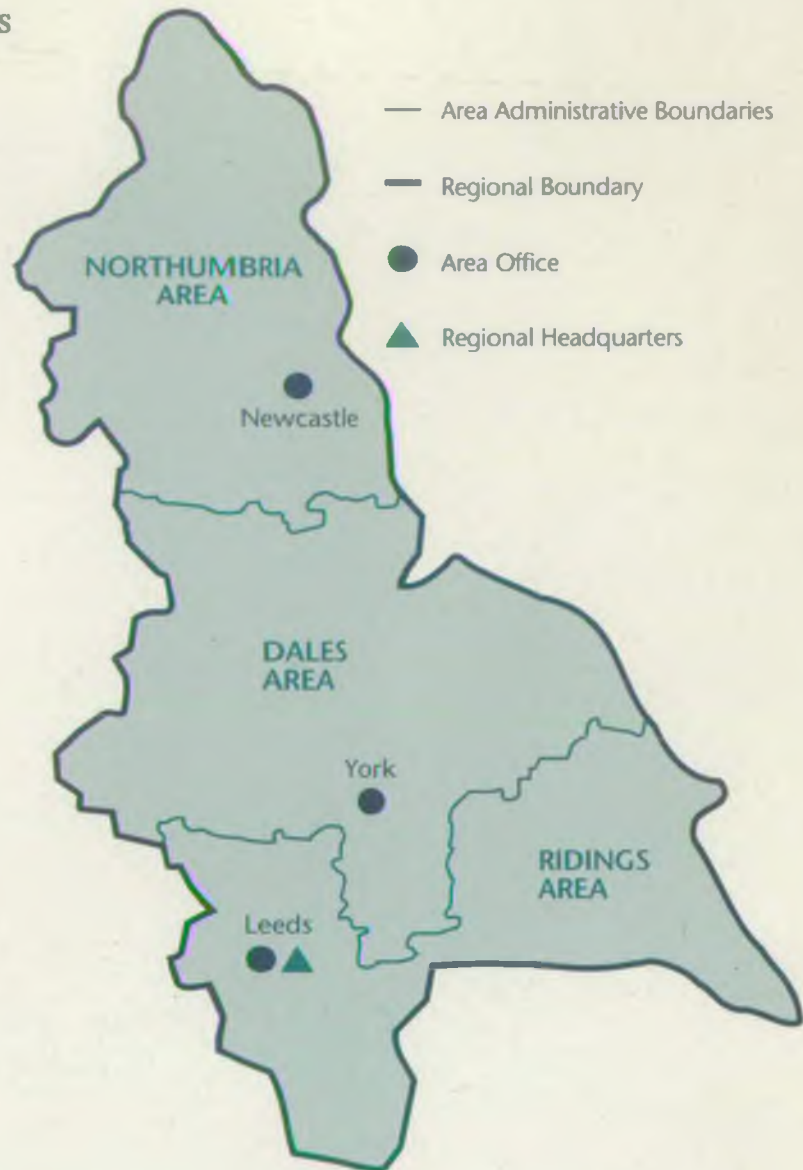 s
Area Administrative Boundaries
Regional Boundary
Area Office
Regional Headquarters
NORTHUMBRIA
AREA
Newcastle
DALES
AREA
York
RIDINGS
AREA
Leeds